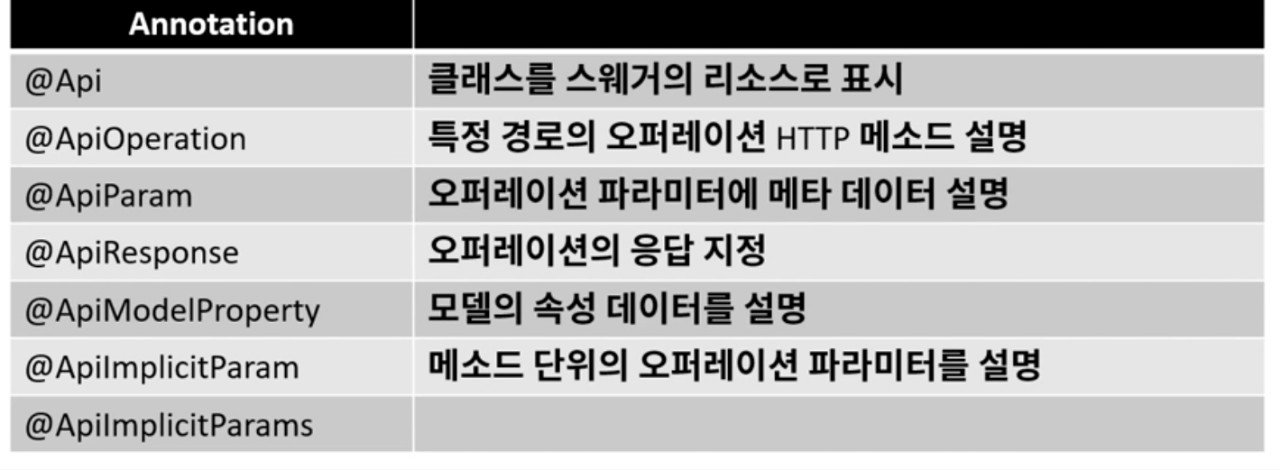 Annotation
@Api 클래스를 스웨거의 리소스로 표시
@ApiOperation 특정 경로의 오퍼레이션 HTTP 메소드 설명
@ApiParam 오퍼레이션 파라미터에 메타 데이터 설명
@ApiResponse 오퍼레이션의 응답 지정
@ApiModelProperty 모델의 속성 데이터를 설명
@ApiImplicitParam 메소드 단위의 오퍼레이션 파라미터를 설명
@ApiImplicitParams